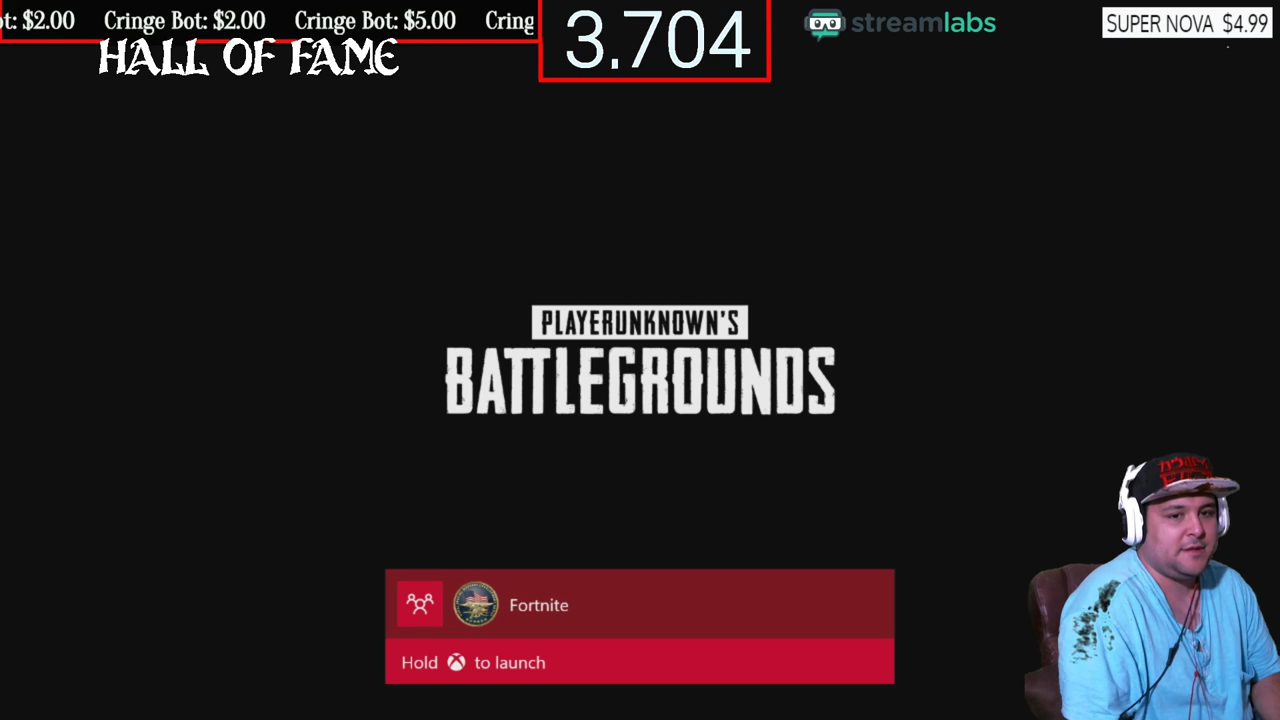 ot: $2.00 Cringe Bot: $2.00 Cringe Bot: $5.00 Cring
HALL OF FAME
3.704
streamlabs
SUPER NOVA $4.99
PLAYERUNKNOWN'S
BATTLEGROUNDS
Fortnite
Hold to launch